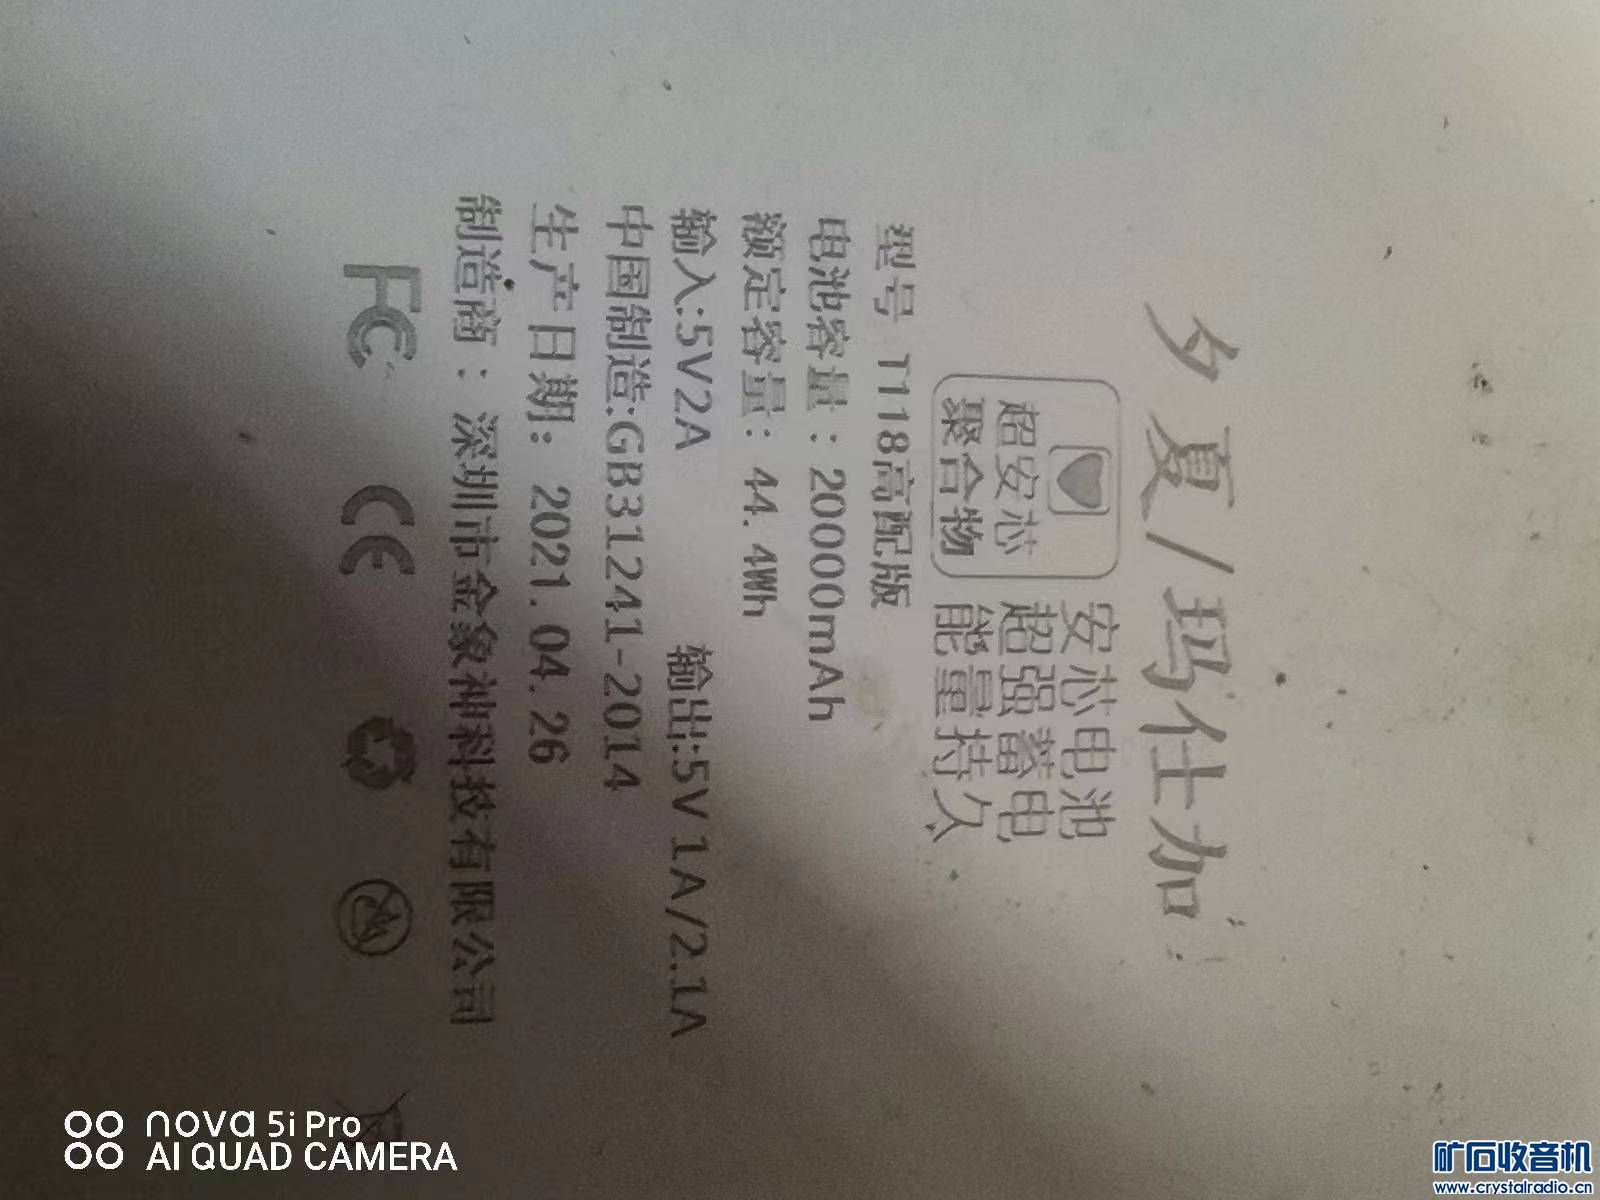 夕夏/玛仕加
超安芯
聚合物
安芯电池
超强蓄电
能量持久
型号 T118高配版
电池容量：20000mAh
额定容量：44.4Wh
输入:5V2A 输出:5V 1A/2.1A
中国制造:GB31241-2014
生产日期：2021.04.26
制造商：深圳市金象神科技有限公司
FC CE
nova 5i Pro
AI QUAD CAMERA
矿石收音机
www.crystalradio.cn